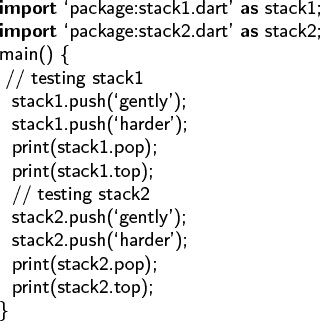 import ‘package:stack1.dart’ as stack1;
import ‘package:stack2.dart’ as stack2;
main() {
// testing stack1
stack1.push(‘gently’);
stack1.push(‘harder’);
print(stack1.pop);
print(stack1.top);
// testing stack2
stack2.push(‘gently’);
stack2.push(‘harder’);
print(stack2.pop);
print(stack2.top);
}